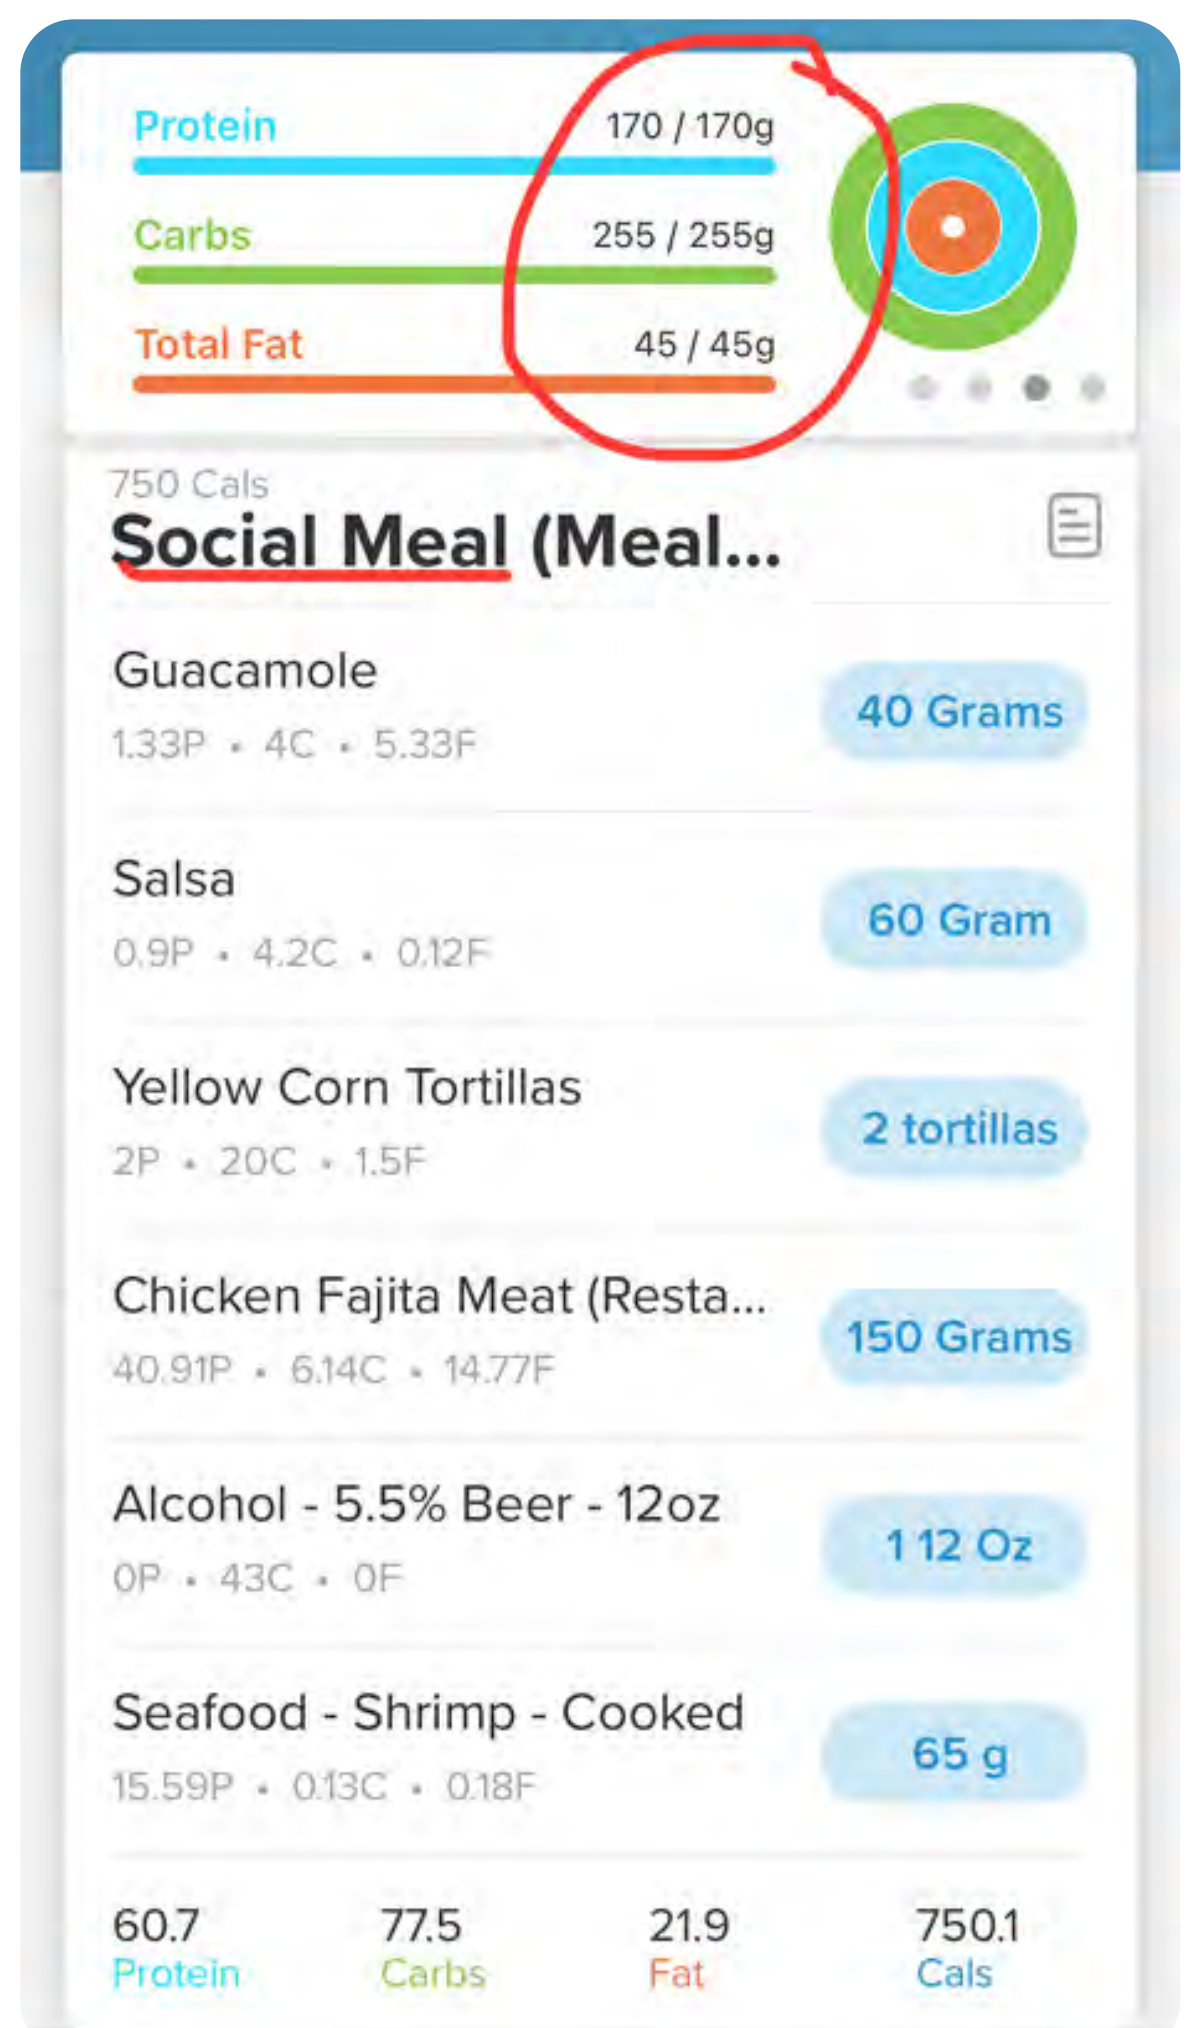 Protein 170 / 170g
Carbs 255 / 255g
Total Fat 45 / 45g
750 Cals
Social Meal (Meal...
Guacamole
40 Grams
1.33P • 4C • 5.33F
Salsa
60 Gram
0.9P • 4.2C • 0.12F
Yellow Corn Tortillas
2 tortillas
2P • 20C • 1.5F
Chicken Fajita Meat (Resta...
150 Grams
40.91P • 6.14C • 14.77F
Alcohol - 5.5% Beer - 12oz
1 12 Oz
0P • 43C • 0F
Seafood - Shrimp - Cooked
65 g
15.59P • 0.13C • 0.18F
60.7 77.5 21.9 750.1
Protein Carbs Fat Cals